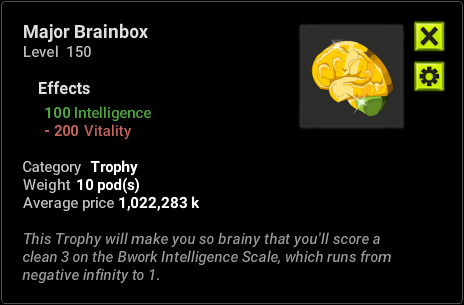 Major Brainbox
Level 150
Effects
100 Intelligence
- 200 Vitality
Category Trophy
Weight 10 pod(s)
Average price 1,022,283 k
This Trophy will make you so brainy that you'll score a
clean 3 on the Bwork Intelligence Scale, which runs from
negative infinity to 1.